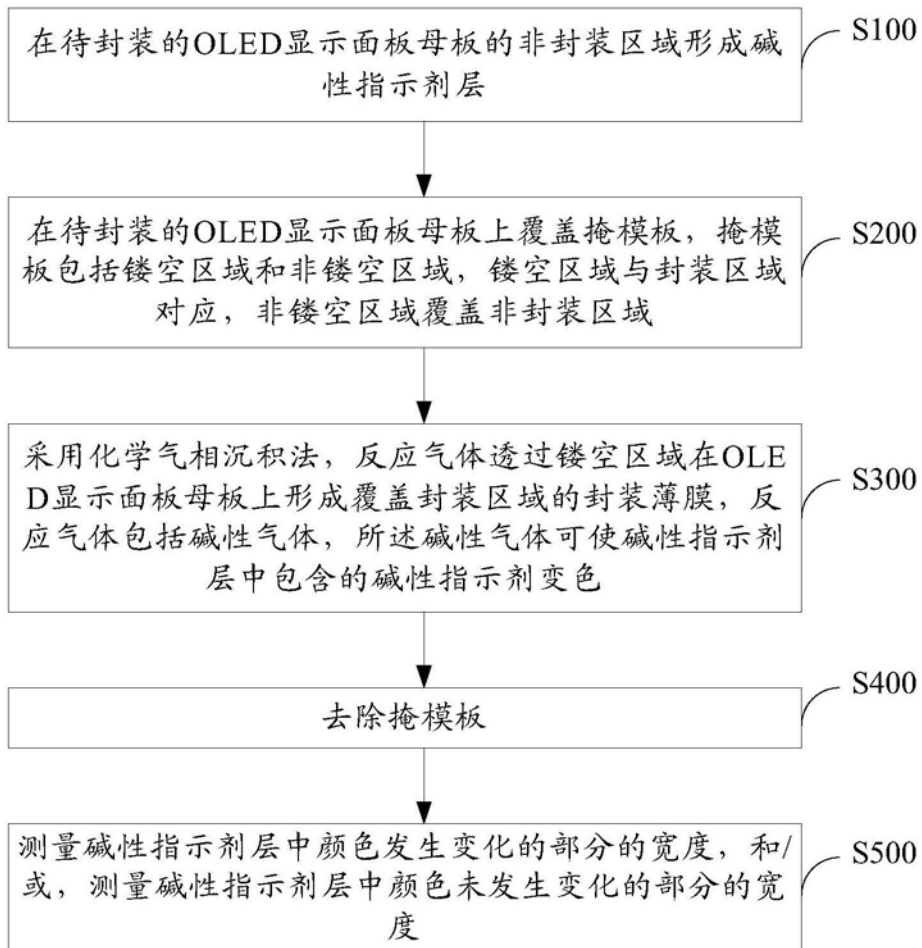 在待封装的OLED显示面板母板的非封装区域形成碱
性指示剂层
S100
在待封装的OLED显示面板母板上覆盖掩模板，掩模
板包括镂空区域和非镂空区域，镂空区域与封装区域
对应，非镂空区域覆盖非封装区域
S200
采用化学气相沉积法，反应气体透过镂空区域在OLE
D显示面板母板上形成覆盖封装区域的封装薄膜，反
应气体包括碱性气体，所述碱性气体可使碱性指示剂
层中包含的碱性指示剂变色
S300
去除掩模板
S400
测量碱性指示剂层中颜色发生变化的部分的宽度，和/
或，测量碱性指示剂层中颜色未发生变化的部分的宽
度
S500